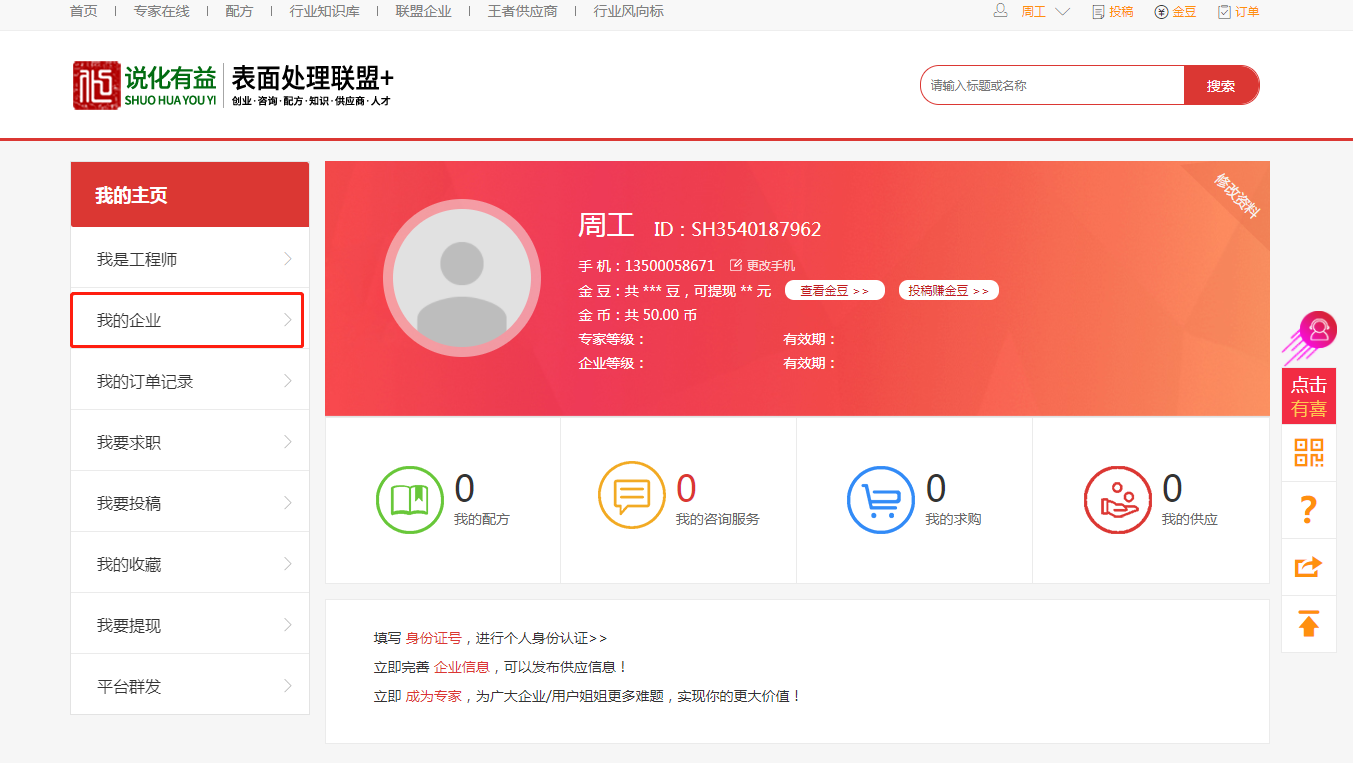 首页 | 专家在线 | 配方 | 行业知识库 | 联盟企业 | 王者供应商 | 行业风向标
周工 投稿 金豆 订单
说化有益 表面处理联盟+
SHUO HUA YOU YI 创业·咨询·配方·知识·供应商·人才
请输入标题或名称 搜索
我的主页
我是工程师
我的企业
我的订单记录
我要求职
我要投稿
我的收藏
我要提现
平台群发
修改资料
周工 ID：SH3540187962
手 机：13500058671 更改手机
金 豆：共 *** 豆，可提现 ** 元 查看金豆 >> 投稿赚金豆 >>
金 币：共 50.00 币
专家等级： 有效期：
企业等级： 有效期：
0
我的配方
0
我的咨询服务
0
我的求购
0
我的供应
填写 身份证号，进行个人身份认证>>
立即完善 企业信息，可以发布供应信息！
立即 成为专家，为广大企业/用户姐姐更多难题，实现你的更大价值！
点击
有喜
?